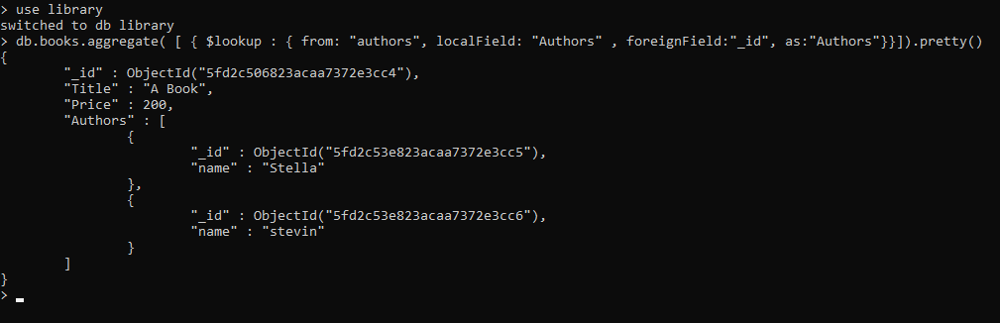 > use library
switched to db library
> db.books.aggregate( [ { $lookup : { from: "authors", localField: "Authors" , foreignField:"_id", as:"Authors"}}]).pretty()
{
        "_id" : ObjectId("5fd2c506823acaa7372e3cc4"),
        "Title" : "A Book",
        "Price" : 200,
        "Authors" : [
                {
                        "_id" : ObjectId("5fd2c53e823acaa7372e3cc5"),
                        "name" : "Stella"
                },
                {
                        "_id" : ObjectId("5fd2c53e823acaa7372e3cc6"),
                        "name" : "stevin"
                }
        ]
}
>